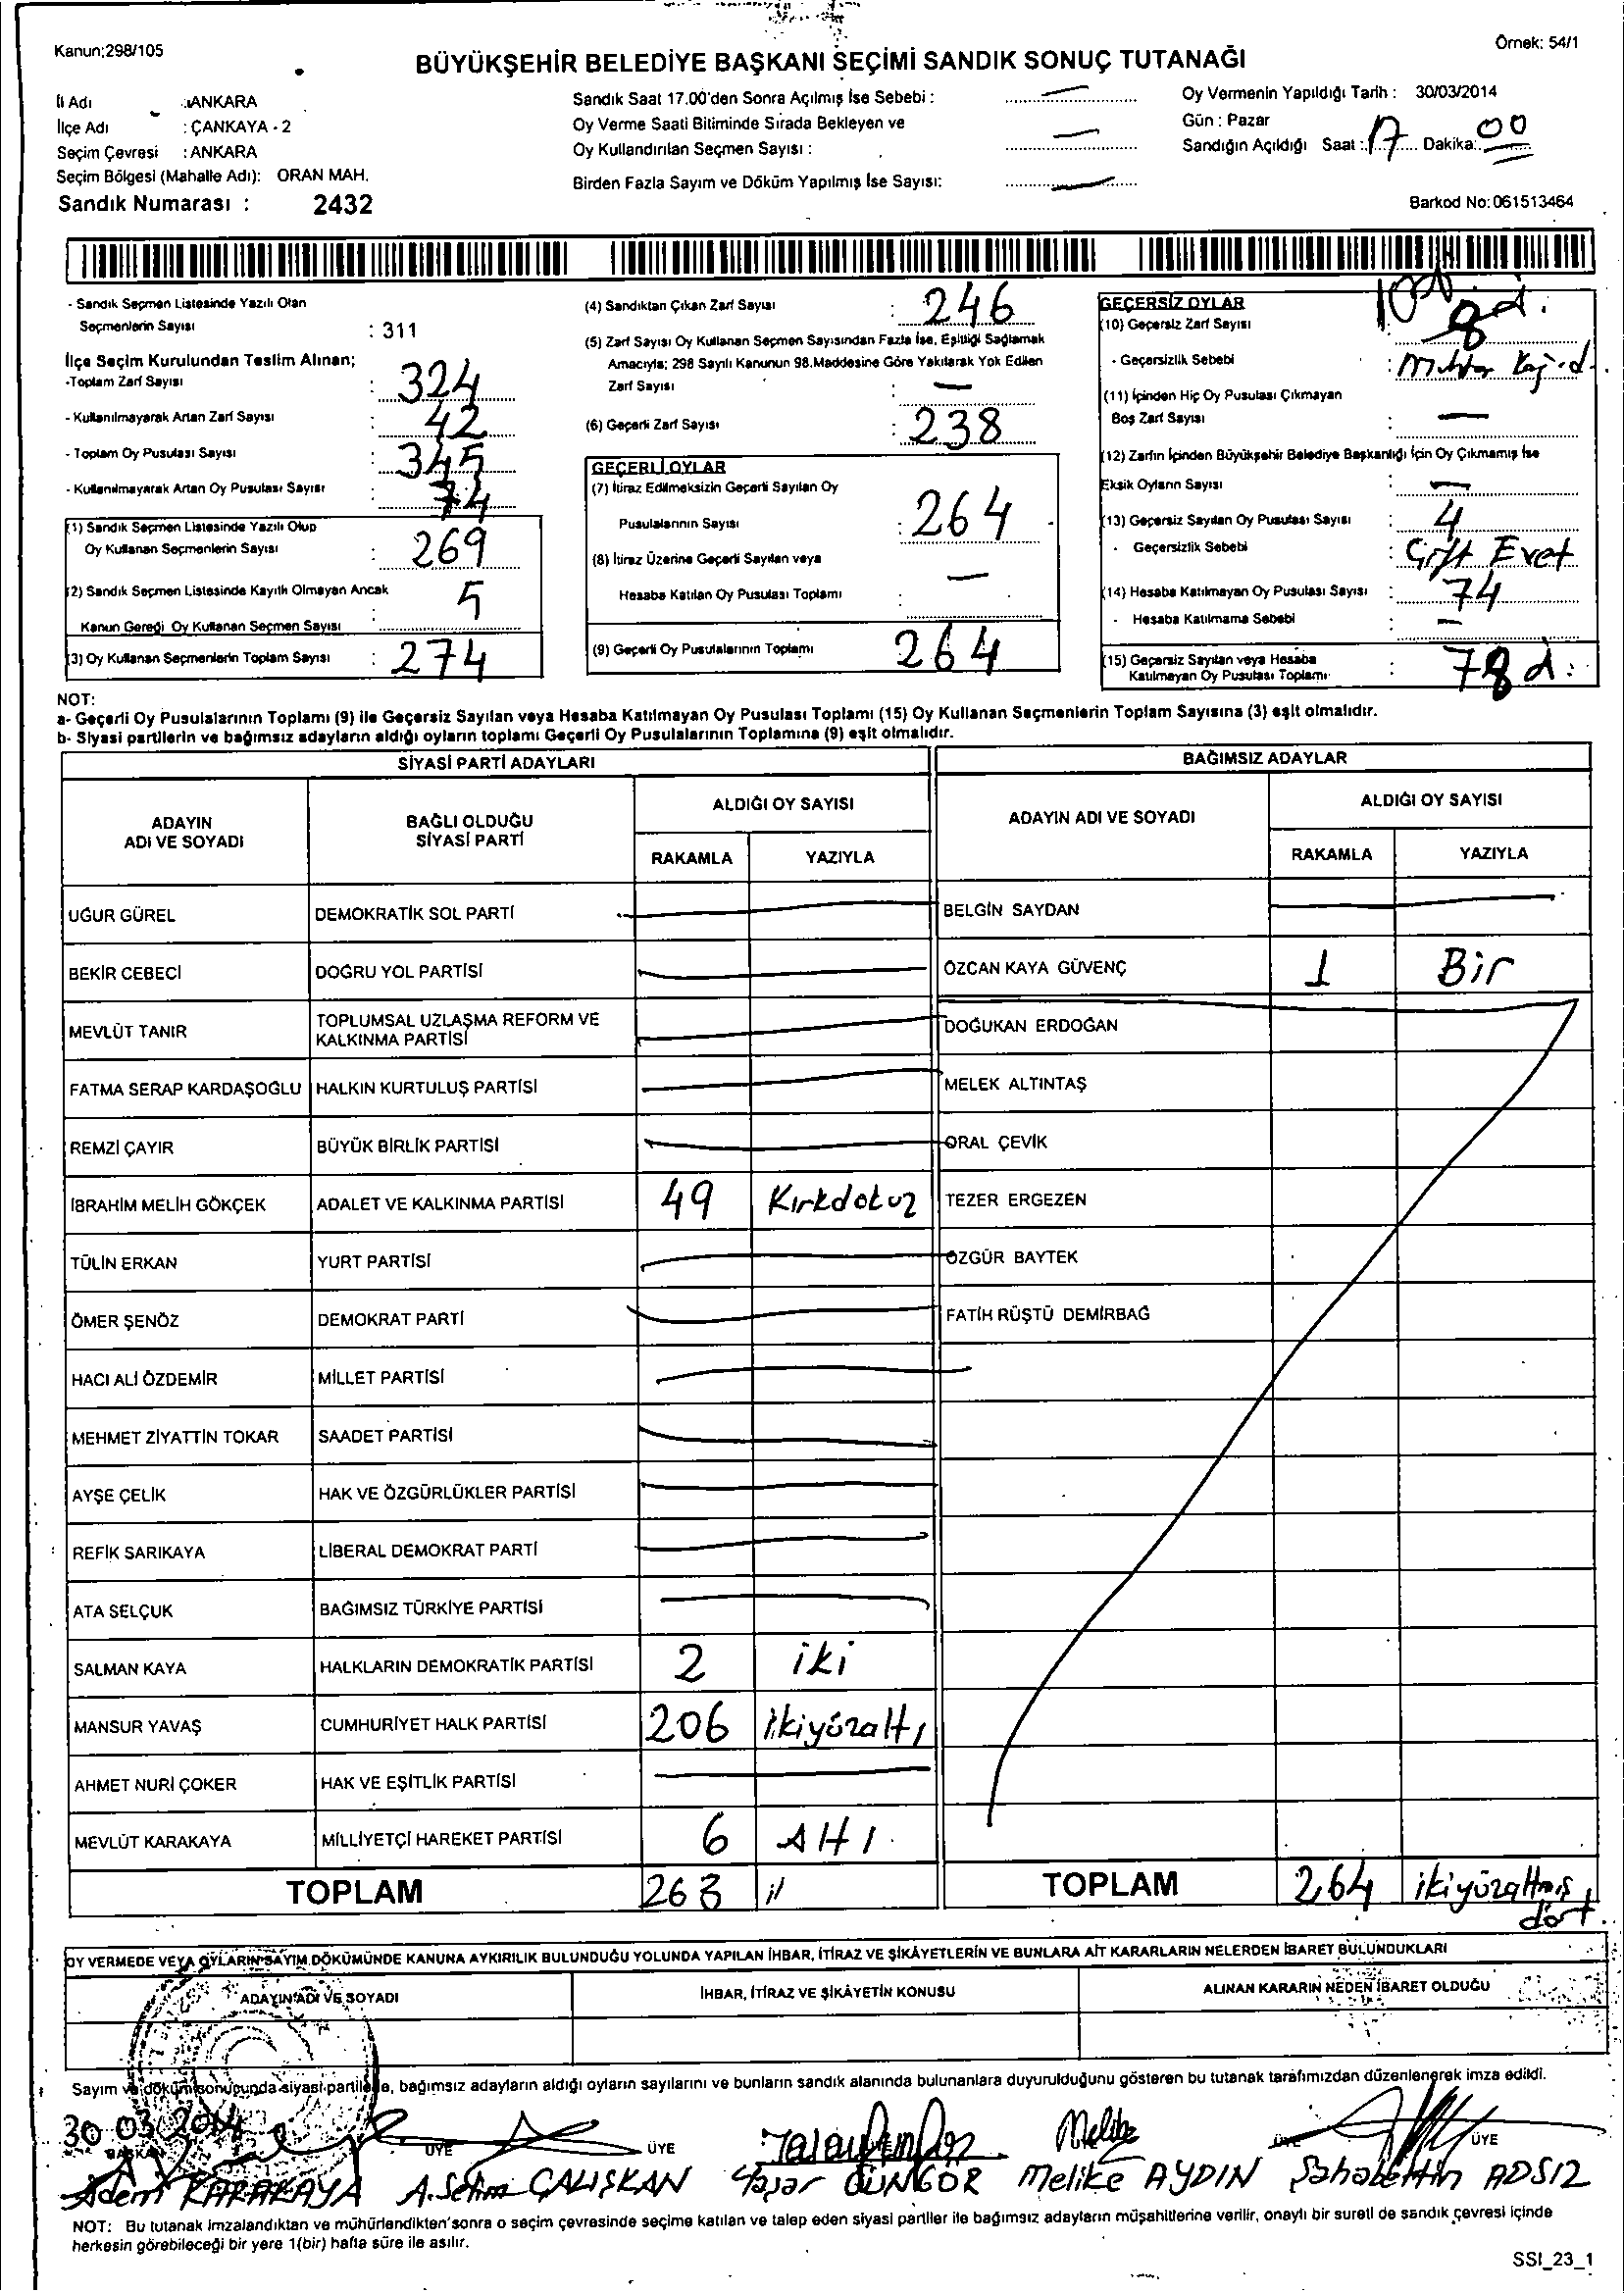 Kanun;298/105
Örnek: 54/1
BÜYÜKŞEHİR BELEDİYE BAŞKANI SEÇİMİ SANDIK SONUÇ TUTANAĞI
İl Adı :ANKARA
İlçe Adı : ÇANKAYA - 2
Seçim Çevresi : ANKARA
Seçim Bölgesi (Mahalle Adı): ORAN MAH.
Sandık Numarası : 2432
Sandık Saat 17.00'den Sonra Açılmış İse Sebebi :
Oy Verme Saati Bitiminde Sırada Bekleyen ve
Oy Kullandırılan Seçmen Sayısı :
Birden Fazla Sayım ve Döküm Yapılmış İse Sayısı:
Oy Vermenin Yapıldığı Tarih : 30/03/2014
Gün : Pazar
Sandığın Açıldığı Saat : 17 Dakika: 00
Barkod No: 061513464
- Sandık Seçmen Listesinde Yazılı Olan
Seçmenlerin Sayısı : 311
İlçe Seçim Kurulundan Teslim Alınan;
-Toplam Zarf Sayısı : 324
- Kullanılmayarak Artan Zarf Sayısı : 42
- Toplam Oy Pusulası Sayısı : 345
- Kullanılmayarak Artan Oy Pusulası Sayısı : 74
(1) Sandık Seçmen Listesinde Yazılı Olup
Oy Kullanan Seçmenlerin Sayısı : 269
(2) Sandık Seçmen Listesinde Kayıtlı Olmayan Ancak
Kanun Gereği Oy Kullanan Seçmen Sayısı : 5
(3) Oy Kullanan Seçmenlerin Toplam Sayısı : 274
(4) Sandıktan Çıkan Zarf Sayısı : 246
(5) Zarf Sayısı Oy Kullanan Seçmen Sayısından Fazla İse, Eşitliği Sağlamak
Amacıyla; 298 Sayılı Kanunun 98.Maddesine Göre Yakılarak Yok Edilen
Zarf Sayısı : —
(6) Geçerli Zarf Sayısı : 238
GEÇERLİ OYLAR
(7) İtiraz Edilmeksizin Geçerli Sayılan Oy
Pusulalarının Sayısı : 264
(8) İtiraz Üzerine Geçerli Sayılan veya
Hesaba Katılan Oy Pusulası Toplamı : —
(9) Geçerli Oy Pusulalarının Toplamı 264
GEÇERSİZ OYLAR
(10) Geçersiz Zarf Sayısı : 8
- Geçersizlik Sebebi :
(11) İçinden Hiç Oy Pusulası Çıkmayan
Boş Zarf Sayısı : —
(12) Zarfın İçinden Büyükşehir Belediye Başkanlığı İçin Oy Çıkmamış İse
Eksik Oyların Sayısı : —
(13) Geçersiz Sayılan Oy Pusulası Sayısı : 4
- Geçersizlik Sebebi : Çift Evet
(14) Hesaba Katılmayan Oy Pusulası Sayısı : 74
- Hesaba Katılmama Sebebi : —
(15) Geçersiz Sayılan veya Hesaba
Katılmayan Oy Pusulası Toplamı : 78 d.
NOT:
a- Geçerli Oy Pusulalarının Toplamı (9) ile Geçersiz Sayılan veya Hesaba Katılmayan Oy Pusulası Toplamı (15) Oy Kullanan Seçmenlerin Toplam Sayısına (3) eşit olmalıdır.
b- Siyasi partilerin ve bağımsız adayların aldığı oyların toplamı Geçerli Oy Pusulalarının Toplamına (9) eşit olmalıdır.
SİYASİ PARTİ ADAYLARI
ADAYIN ADI VE SOYADI
BAĞLI OLDUĞU SİYASİ PARTİ
ALDIĞI OY SAYISI
RAKAMLA YAZIYLA
UĞUR GÜREL DEMOKRATİK SOL PARTİ
BEKİR CEBECİ DOĞRU YOL PARTİSİ
MEVLÜT TANIR TOPLUMSAL UZLAŞMA REFORM VE
KALKINMA PARTİSİ
FATMA SERAP KARDAŞOĞLU HALKIN KURTULUŞ PARTİSİ
REMZİ ÇAYIR BÜYÜK BİRLİK PARTİSİ
İBRAHİM MELİH GÖKÇEK ADALET VE KALKINMA PARTİSİ 49 Kırkdokuz
TÜLİN ERKAN YURT PARTİSİ
ÖMER ŞENÖZ DEMOKRAT PARTİ
HACI ALİ ÖZDEMİR MİLLET PARTİSİ
MEHMET ZİYATTİN TOKAR SAADET PARTİSİ
AYŞE ÇELİK HAK VE ÖZGÜRLÜKLER PARTİSİ
REFİK SARIKAYA LİBERAL DEMOKRAT PARTİ
ATA SELÇUK BAĞIMSIZ TÜRKİYE PARTİSİ
SALMAN KAYA HALKLARIN DEMOKRATİK PARTİSİ 2 iki
MANSUR YAVAŞ CUMHURİYET HALK PARTİSİ 206 ikiyüzaltı
AHMET NURİ ÇOKER HAK VE EŞİTLİK PARTİSİ
MEVLÜT KARAKAYA MİLLİYETÇİ HAREKET PARTİSİ 6 Altı
TOPLAM 263
BAĞIMSIZ ADAYLAR
ADAYIN ADI VE SOYADI
ALDIĞI OY SAYISI
RAKAMLA YAZIYLA
BELGİN SAYDAN
ÖZCAN KAYA GÜVENÇ 1 Bir
DOĞUKAN ERDOĞAN
MELEK ALTINTAŞ
ORAL ÇEVİK
TEZER ERGEZEN
ÖZGÜR BAYTEK
FATİH RÜŞTÜ DEMİRBAĞ
TOPLAM 264 ikiyüzaltmış
dört
OY VERMEDE VEYA OYLARIN SAYIM DÖKÜMÜNDE KANUNA AYKIRILIK BULUNDUĞU YOLUNDA YAPILAN İHBAR, İTİRAZ VE ŞİKÂYETLERİN VE BUNLARA AİT KARARLARIN NELERDEN İBARET BULUNDUKLARI
ADAYIN ADI VE SOYADI
İHBAR, İTİRAZ VE ŞİKÂYETİN KONUSU
ALINAN KARARIN NEDEN İBARET OLDUĞU
Sayım ve döküm sonucunda siyasi partilerle, bağımsız adayların aldığı oyların sayılarını ve bunların sandık alanında bulunanlara duyurulduğunu gösteren bu tutanak tarafımızdan düzenlenerek imza edildi.
30 03 2014
BAŞKAN ÜYE ÜYE Melike ÜYE ÜYE
Adem KARAKAYA A.Selim ÇALIŞKAN Yaşar GÜNGÖR Melike AYDIN Şahabettin ADSIZ
NOT: Bu tutanak imzalandıktan ve mühürlendikten sonra o seçim çevresinde seçime katılan ve talep eden siyasi partiler ile bağımsız adayların müşahitlerine verilir, onaylı bir sureti de sandık çevresi içinde
herkesin görebileceği bir yere 1(bir) hafta süre ile asılır.
SSI_23_1